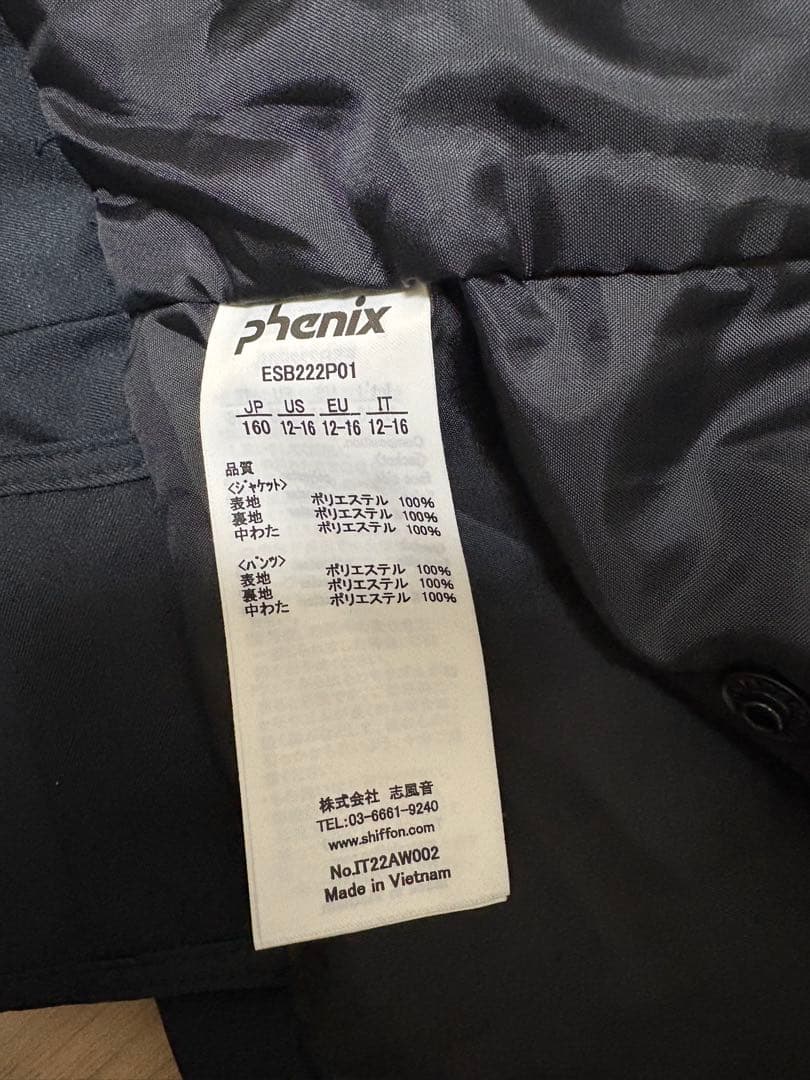 phenix
ESB222P01
JP US EU IT
160 12-16 12-16 12-16
品質
<ジャケット>
表地 ポリエステル 100%
裏地 ポリエステル 100%
中わた ポリエステル 100%
<パンツ>
表地 ポリエステル 100%
裏地 ポリエステル 100%
中わた ポリエステル 100%
株式会社 志風音
TEL:03-6661-9240
www.shiffon.com
No.IT22AW002
Made in Vietnam